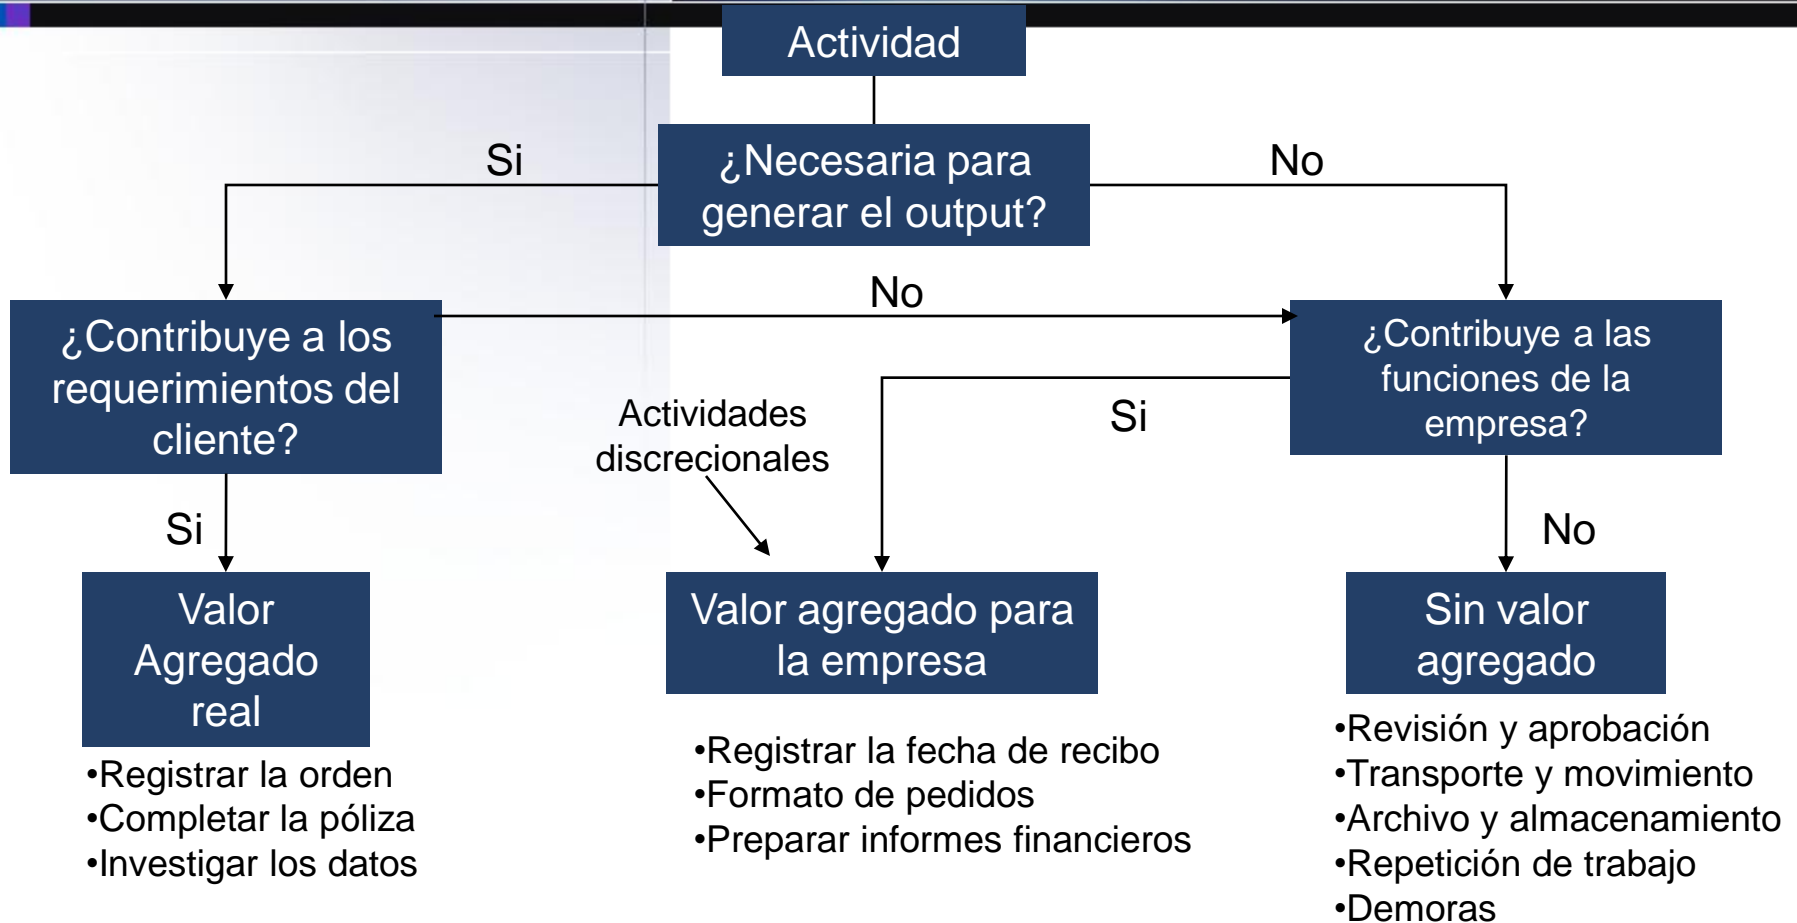 Actividad
Si
¿Necesaria para
generar el output?
No
¿Contribuye a los
requerimientos del
cliente?
No
¿Contribuye a las
funciones de la
empresa?
Actividades
discrecionales
Si
Si
No
Valor
Agregado
real
Valor agregado para
la empresa
Sin valor
agregado
•Registrar la orden
•Completar la póliza
•Investigar los datos
•Registrar la fecha de recibo
•Formato de pedidos
•Preparar informes financieros
•Revisión y aprobación
•Transporte y movimiento
•Archivo y almacenamiento
•Repetición de trabajo
•Demoras